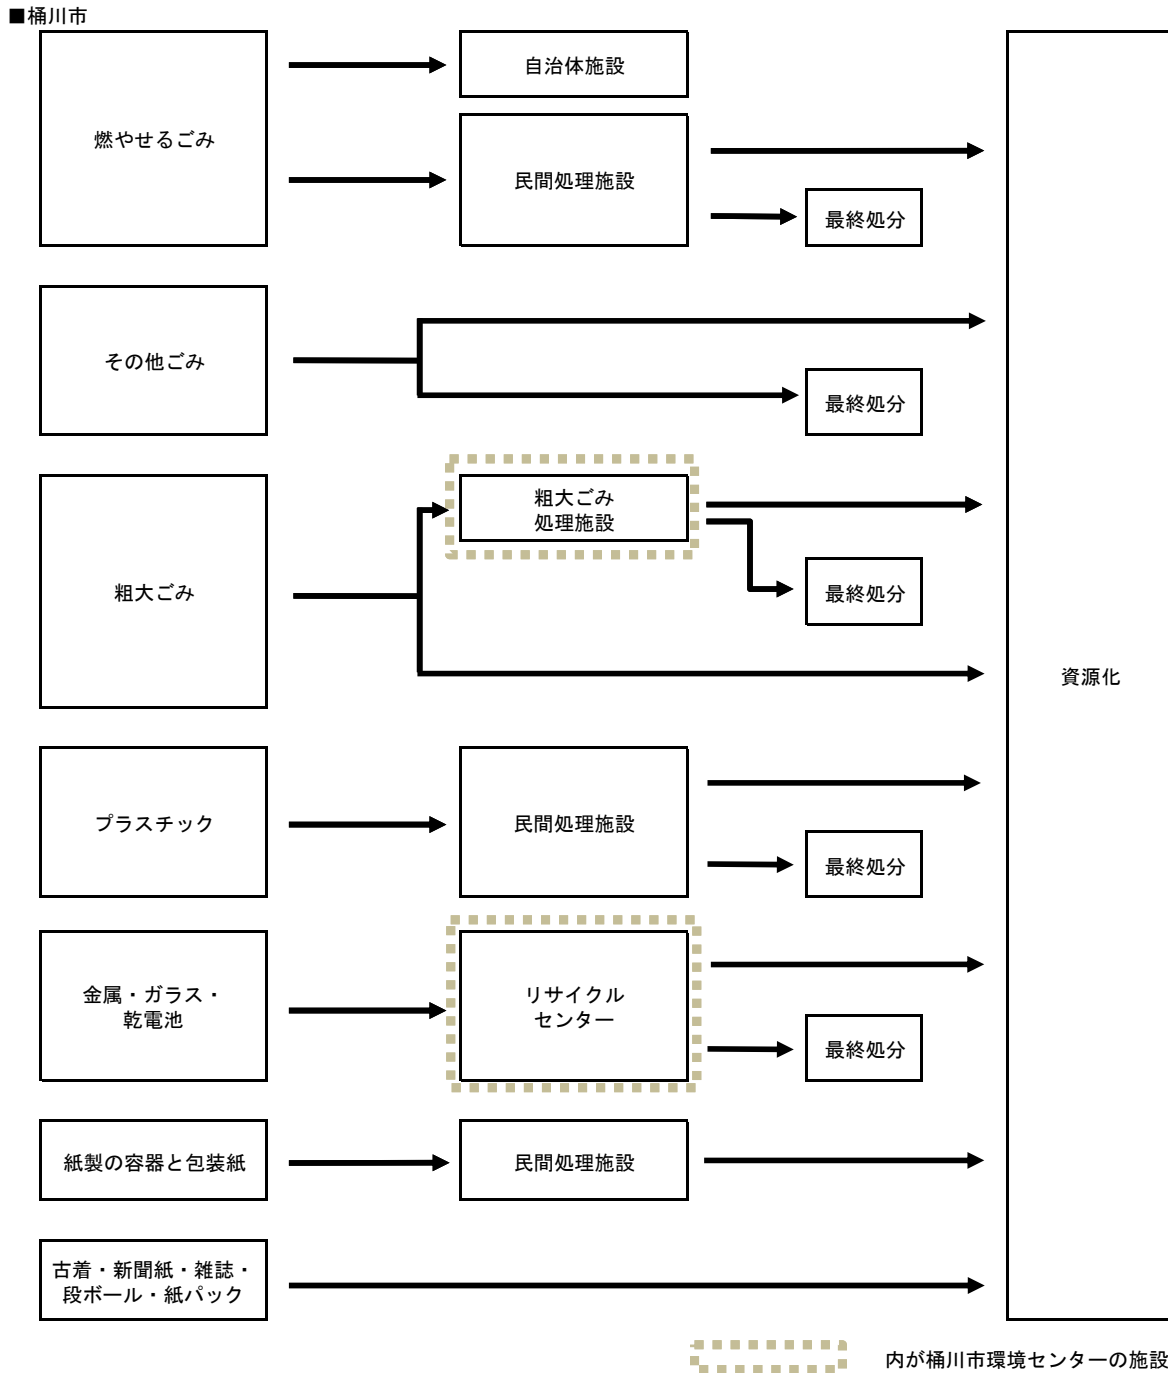 ■桶川市
燃やせるごみ
自治体施設
民間処理施設
最終処分
その他ごみ
最終処分
粗大ごみ
粗大ごみ
処理施設
最終処分
資源化
プラスチック
民間処理施設
最終処分
金属・ガラス・
乾電池
リサイクル
センター
最終処分
紙製の容器と包装紙
民間処理施設
古着・新聞紙・雑誌・
段ボール・紙パック
内が桶川市環境センターの施設